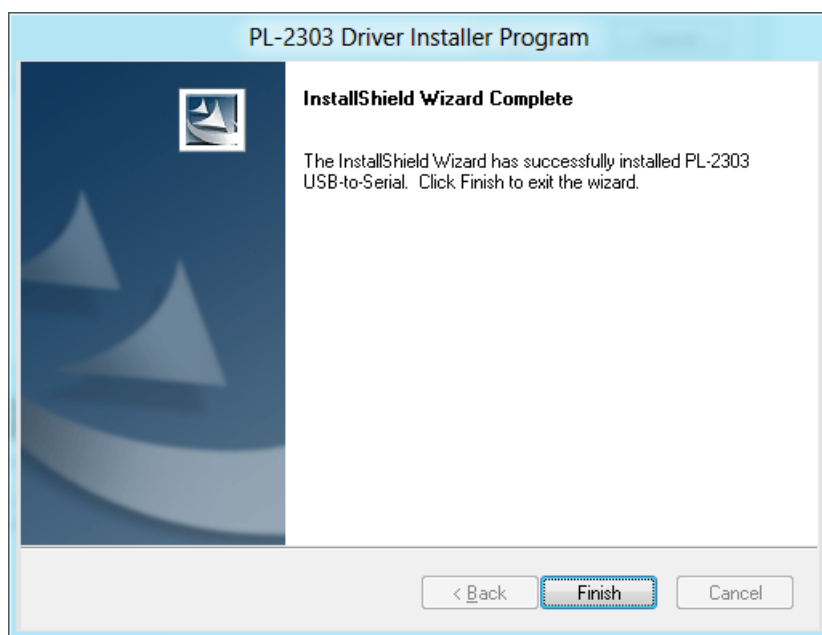 PL-2303 Driver Installer Program
InstallShield Wizard Complete
The InstallShield Wizard has successfully installed PL-2303
USB-to-Serial. Click Finish to exit the wizard.
< Back
Finish
Cancel